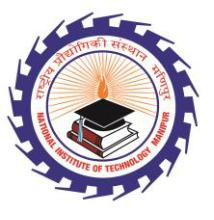 राष्ट्रीय प्रौद्योगिकी संस्थान मणिपुर
NATIONAL INSTITUTE OF TECHNOLOGY MANIPUR